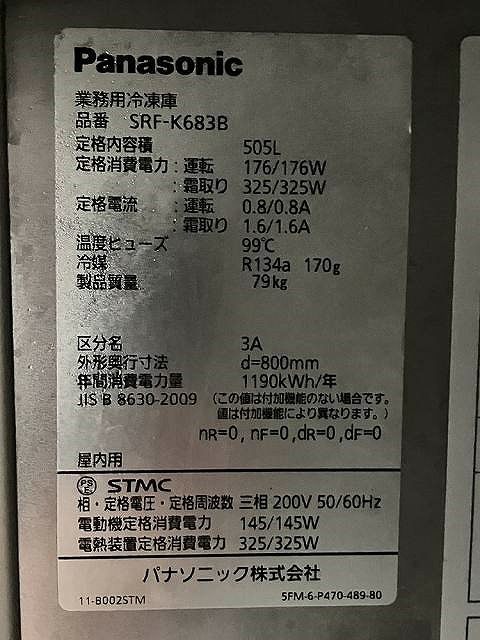 Panasonic
業務用冷凍庫
品番 SRF-K683B
定格内容積 505L
定格消費電力:運転 176/176W
:霜取り 325/325W
定格電流 :運転 0.8/0.8A
:霜取り 1.6/1.6A
温度ヒューズ 99℃
冷媒 R134a 170g
製品質量 79kg
区分名 3A
外形奥行寸法 d=800mm
年間消費電力量 1190kWh/年
JIS B 8630-2009 (この値は付加機能のない場合です。
値は付加機能により異なります。)
nR=0, nF=0,dR=0,dF=0
屋内用
PS E STMC
相・定格電圧・定格周波数 三相 200V 50/60Hz
電動機定格消費電力 145/145W
電熱装置定格消費電力 325/325W
パナソニック株式会社
11-B002STM 5FM-6-P470-489-80